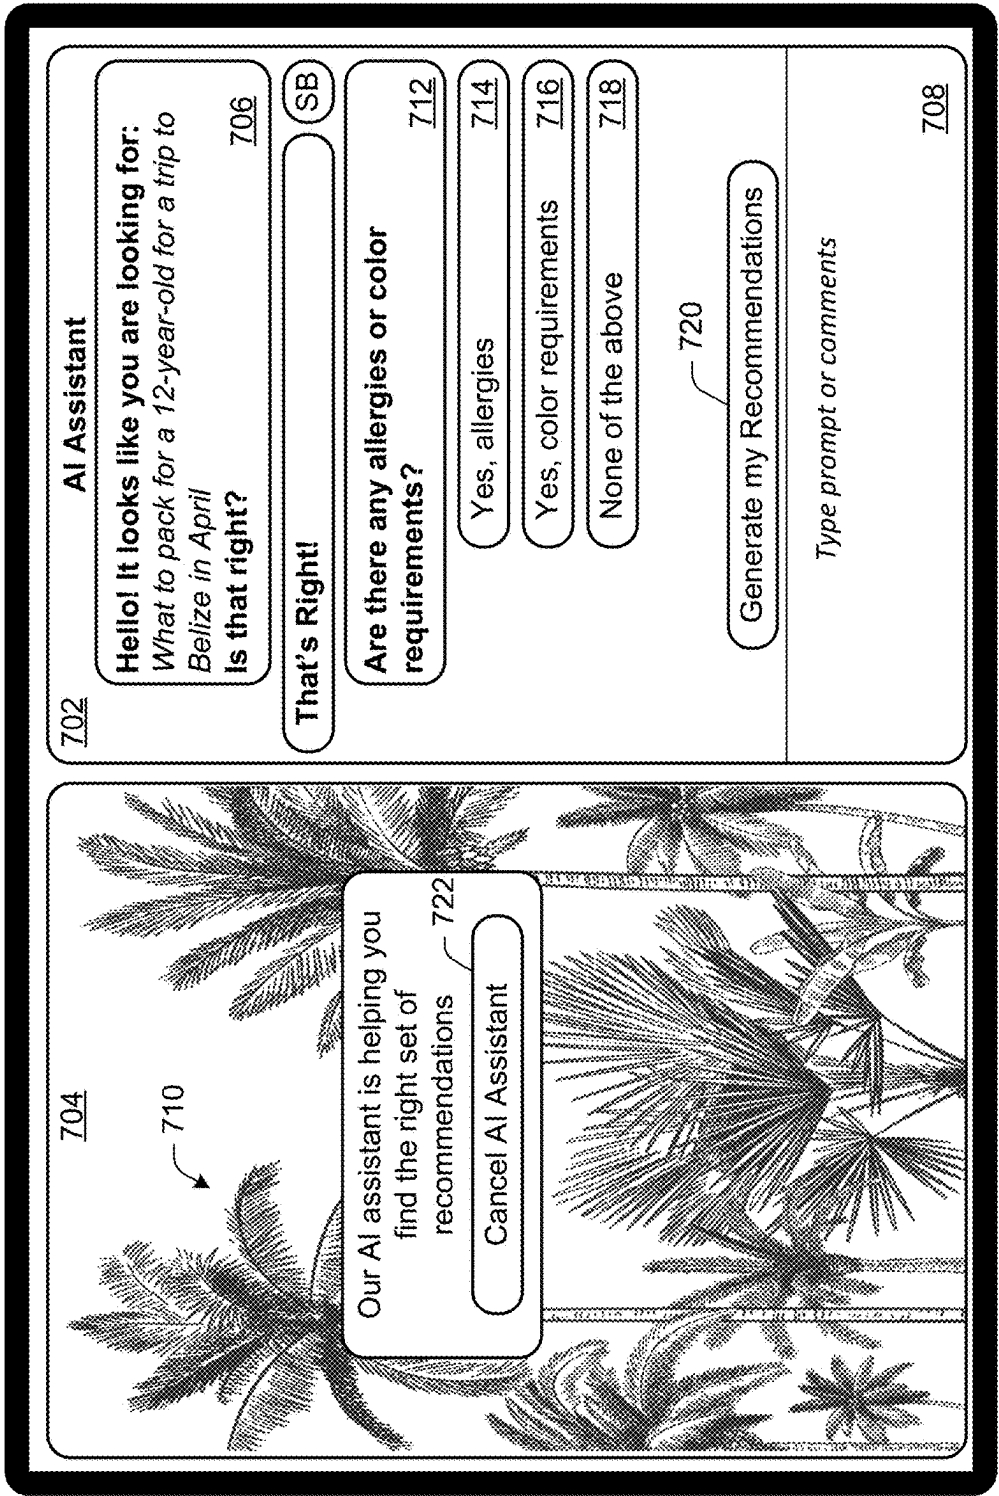 704
710
Our AI assistant is helping you
find the right set of
recommendations
722
Cancel AI Assistant
702
AI Assistant
Hello! It looks like you are looking for:
What to pack for a 12-year-old for a trip to
Belize in April
Is that right?
706
That's Right!
SB
Are there any allergies or color
requirements?
712
Yes, allergies
714
Yes, color requirements
716
None of the above
718
720
Generate my Recommendations
Type prompt or comments
708